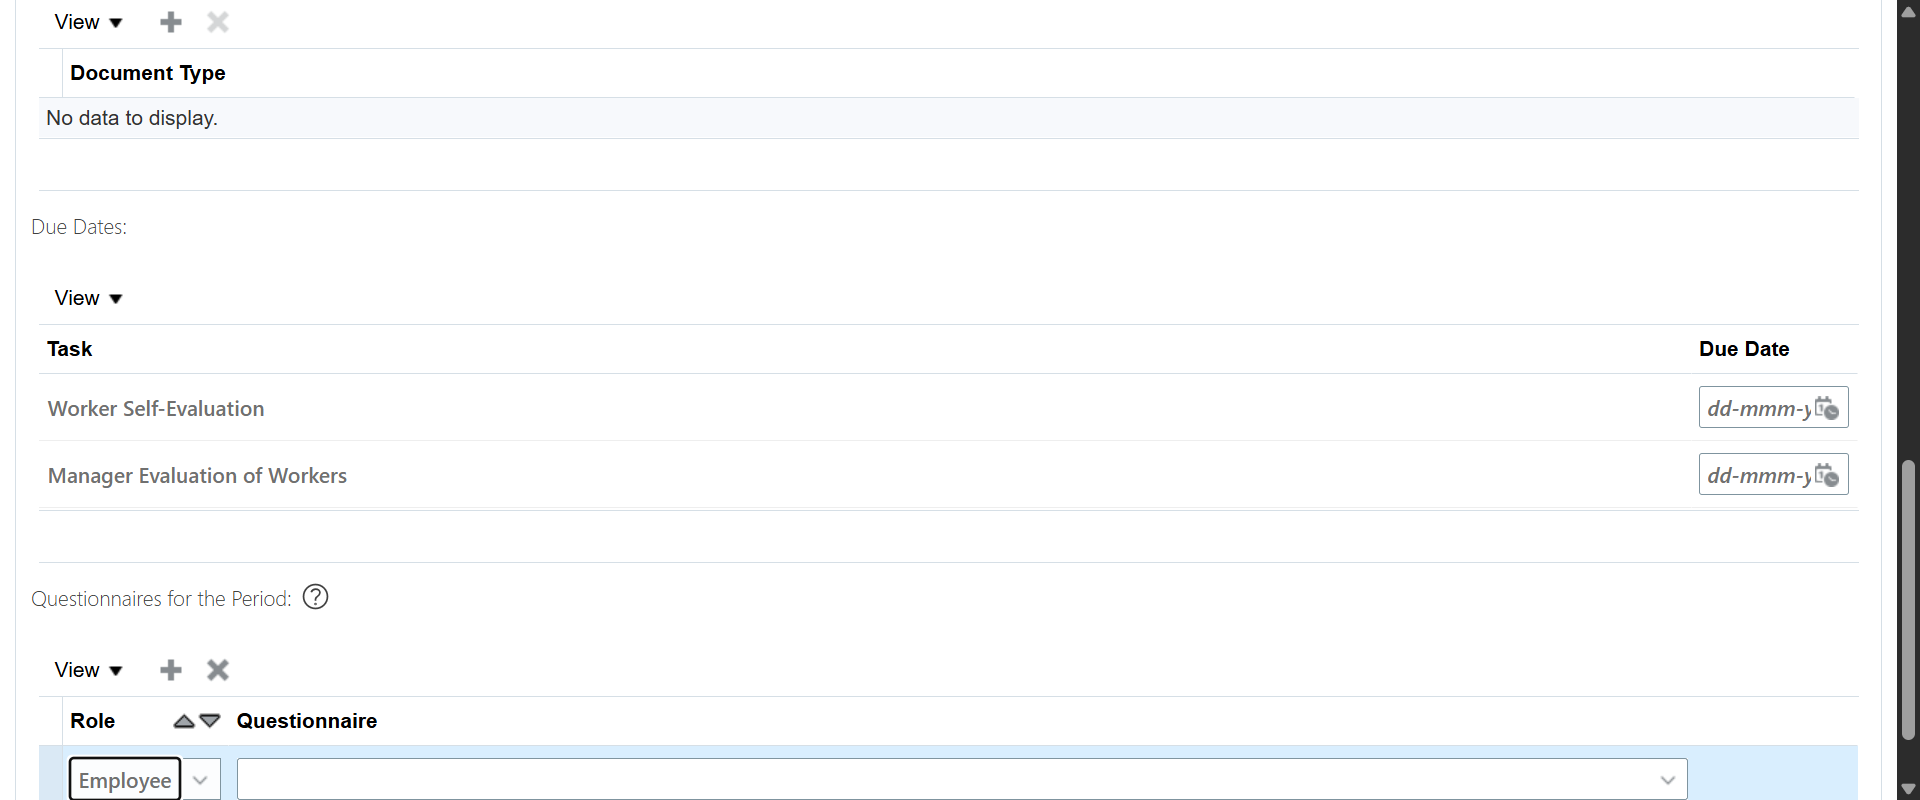 View
Document Type
No data to display.
Due Dates:
View
Task Due Date
Worker Self-Evaluation dd-mmm-y
Manager Evaluation of Workers dd-mmm-y
Questionnaires for the Period: ?
View
Role Questionnaire
Employee